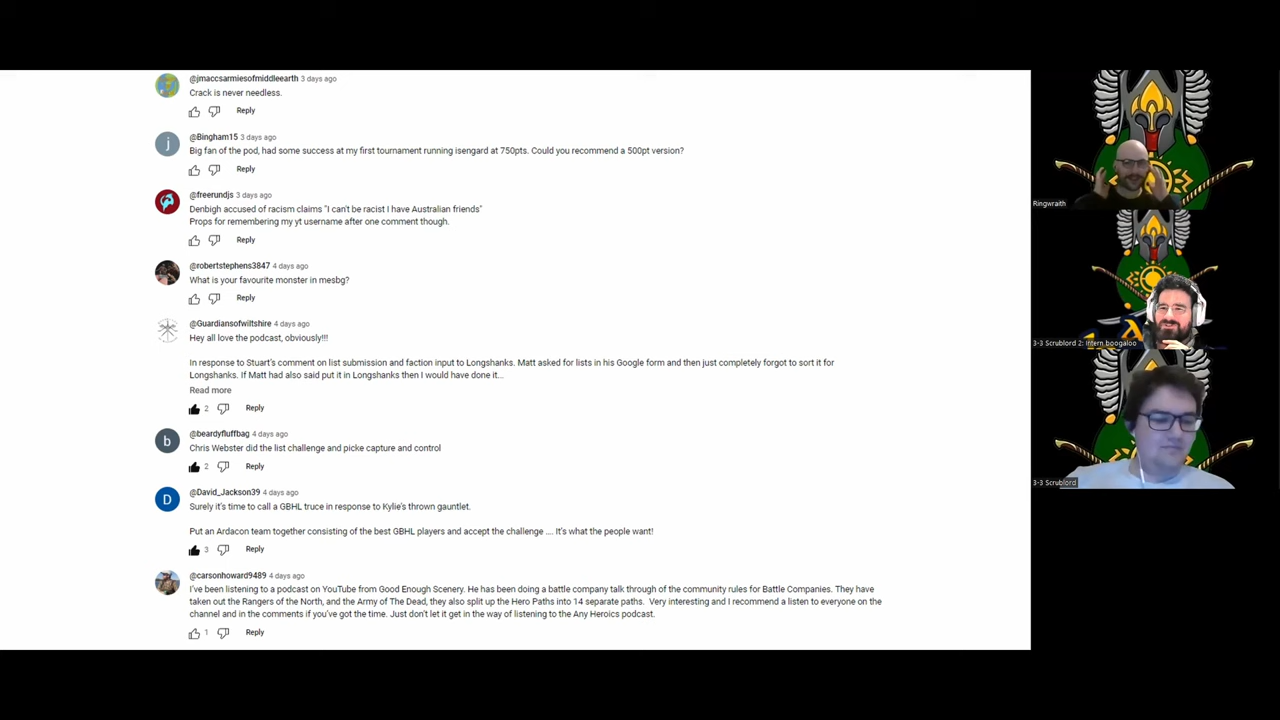 @jmaccsarmiesofmiddleearth 3 days ago
Crack is never needless.
Reply
@Bingham15 3 days ago
Big fan of the pod, had some success at my first tournament running isengard at 750pts. Could you recommend a 500pt version?
Reply
@freerundjs 3 days ago
Denbigh accused of racism claims "I can't be racist I have Australian friends"
Props for remembering my yt username after one comment though.
Reply
@robertstephens3847 4 days ago
What is your favourite monster in mesbg?
Reply
@Guardiansofwiltshire 4 days ago
Hey all love the podcast, obviously!!!
In response to Stuart's comment on list submission and faction input to Longshanks. Matt asked for lists in his Google form and then just completely forgot to sort it for
Longshanks. If Matt had also said put it in Longshanks then I would have done it...
Read more
2 Reply
@beardyfluffbag 4 days ago
Chris Webster did the list challenge and picke capture and control
2 Reply
@David_Jackson39 4 days ago
Surely it's time to call a GBHL truce in response to Kylie's thrown gauntlet.
Put an Ardacon team together consisting of the best GBHL players and accept the challenge .... It's what the people want!
3 Reply
@carsonhoward9489 4 days ago
I've been listening to a podcast on YouTube from Good Enough Scenery. He has been doing a battle company talk through of the community rules for Battle Companies. They have
taken out the Rangers of the North, and the Army of The Dead, they also split up the Hero Paths into 14 separate paths. Very interesting and I recommend a listen to everyone on the
channel and in the comments if you've got the time. Just don't let it get in the way of listening to the Any Heroics podcast.
1 Reply
j
b
D
Ringwraith
3-3 Scrublord 2: Intern boogaloo
3-3 Scrublord